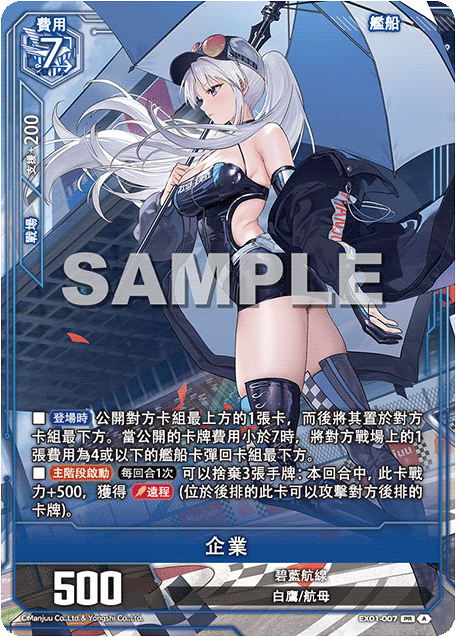 費用
7
艦船
支援+200
戰場
SAMPLE
■ 登場時 公開對方卡組最上方的1張卡，而後將其置於對方
卡組最下方。當公開的卡牌費用小於7時，將對方戰場上的1
張費用為4或以下的艦船卡彈回卡組最下方。
■ 主階段啟動 每回合1次 可以捨棄3張手牌：本回合中，此卡戰
力+500，獲得 遠程 (位於後排的此卡可以攻擊對方後排的
卡牌)。
企業
500
碧藍航線
白鷹/航母
©Manjuu Co.,Ltd.& Yongshi Co.,Ltd.
EX01-007 PR A